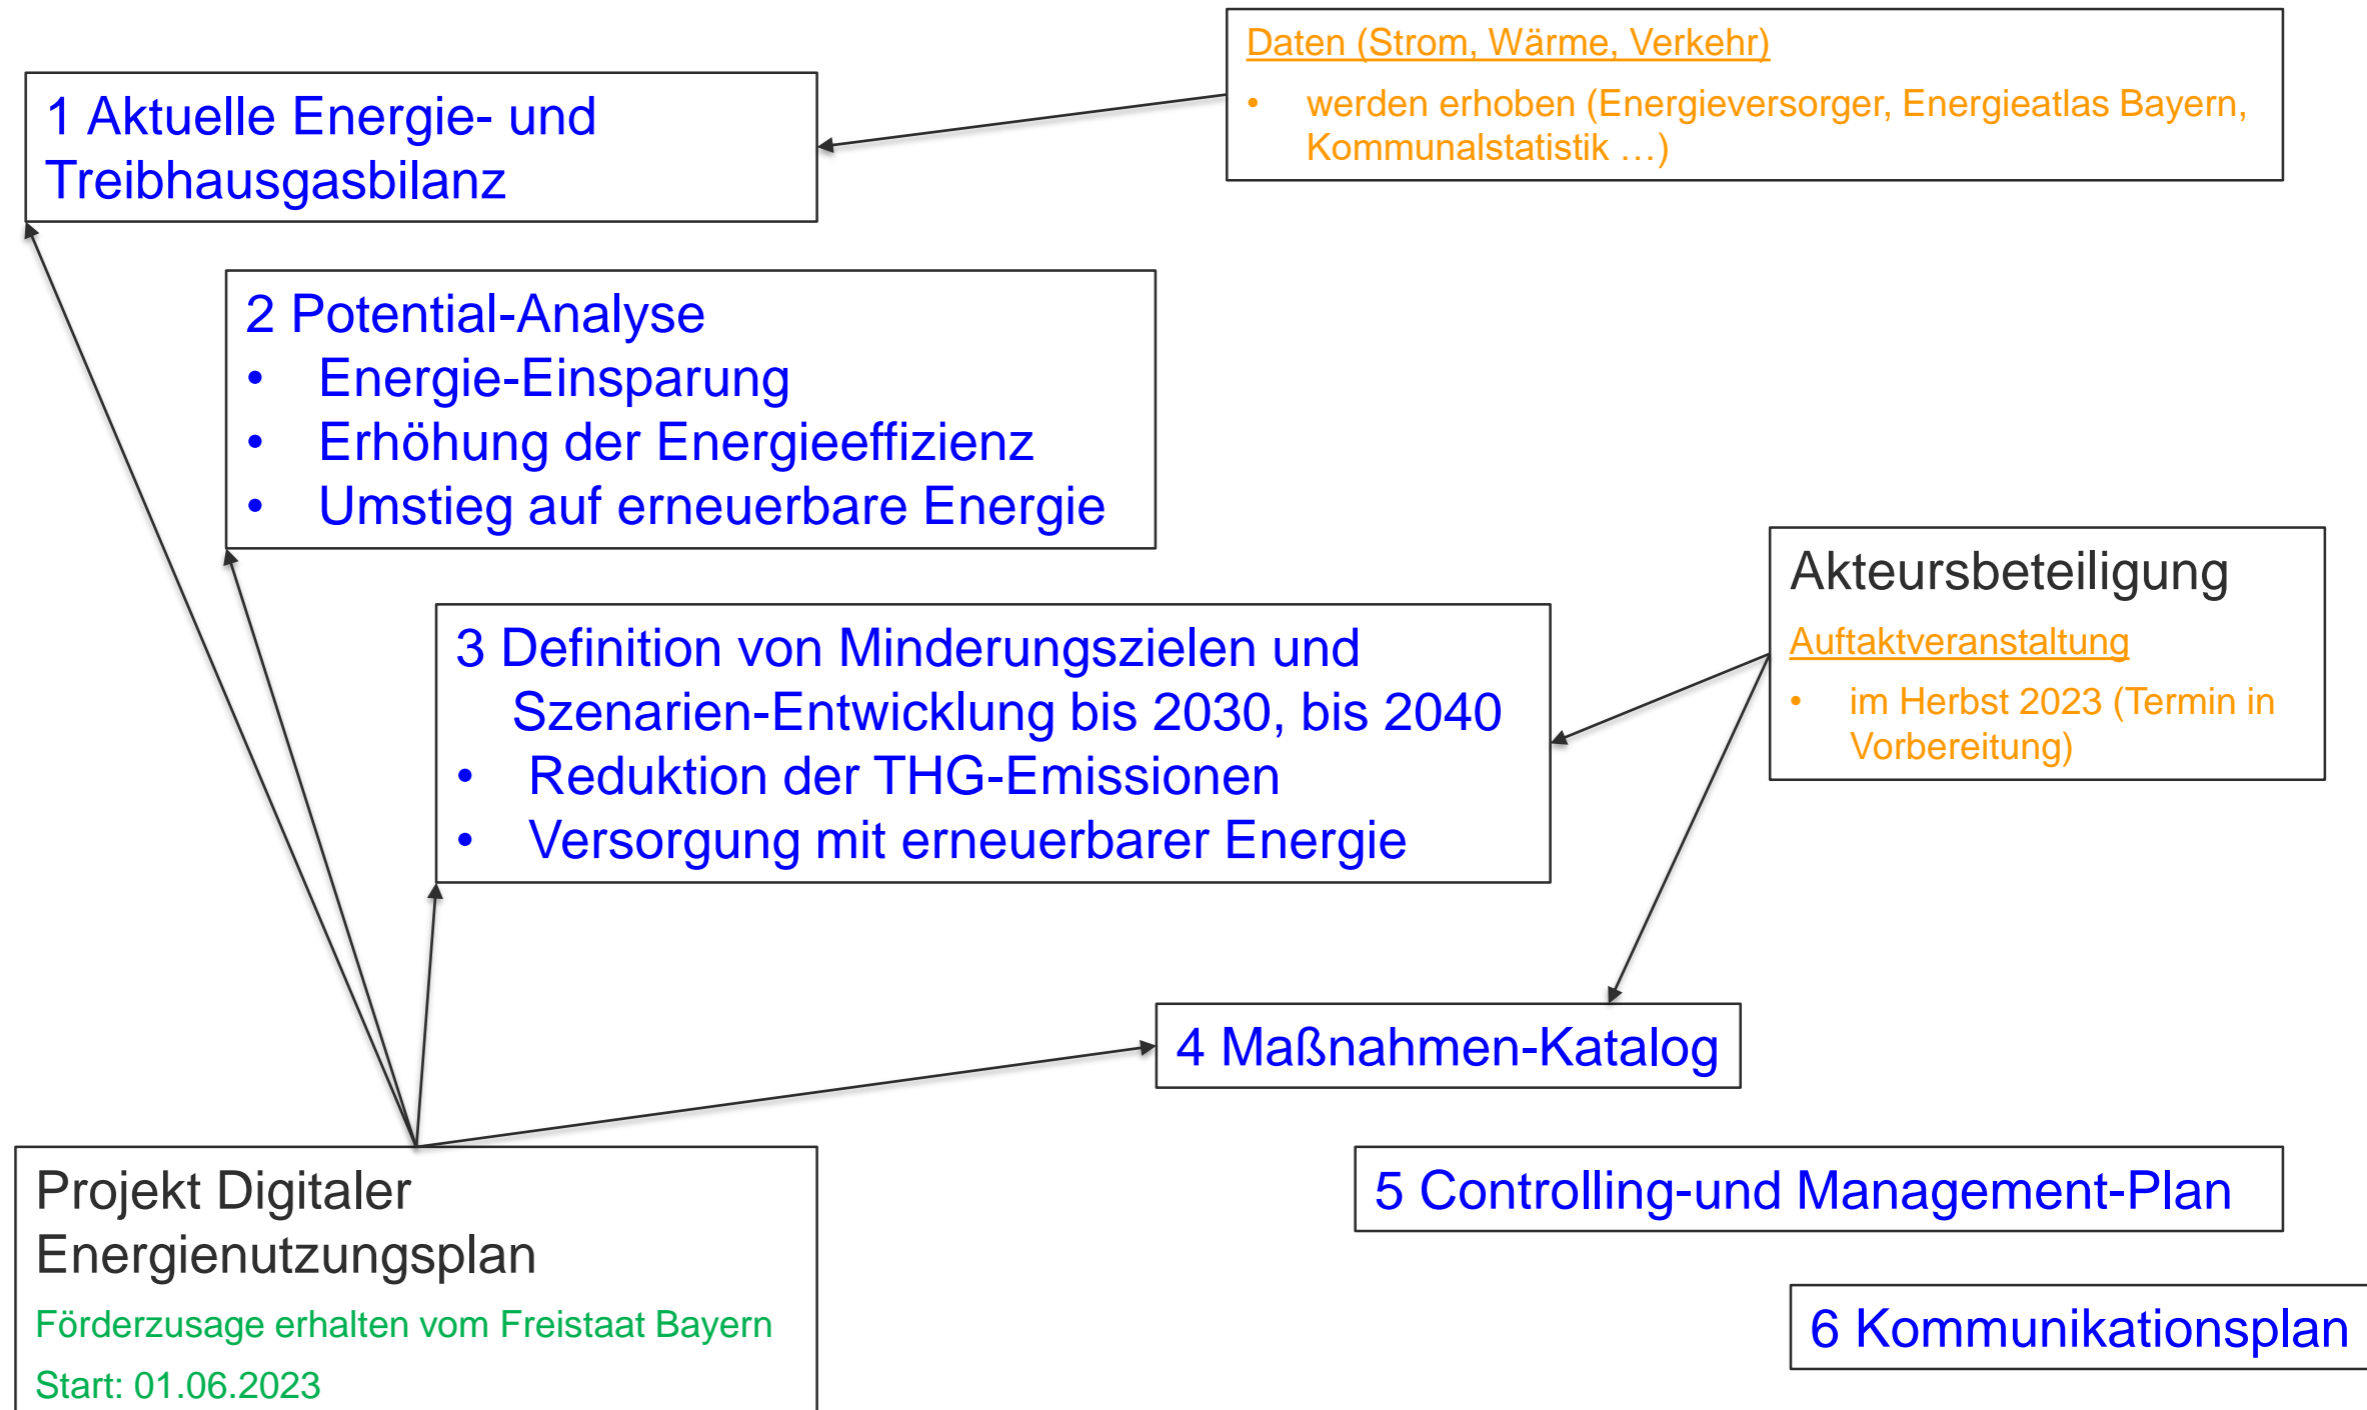 Daten (Strom, Wärme, Verkehr)
• werden erhoben (Energieversorger, Energieatlas Bayern,
Kommunalstatistik …)
1 Aktuelle Energie- und
Treibhausgasbilanz
2 Potential-Analyse
• Energie-Einsparung
• Erhöhung der Energieeffizienz
• Umstieg auf erneuerbare Energie
Akteursbeteiligung
Auftaktveranstaltung
• im Herbst 2023 (Termin in
Vorbereitung)
3 Definition von Minderungszielen und
Szenarien-Entwicklung bis 2030, bis 2040
• Reduktion der THG-Emissionen
• Versorgung mit erneuerbarer Energie
4 Maßnahmen-Katalog
Projekt Digitaler
Energienutzungsplan
Förderzusage erhalten vom Freistaat Bayern
Start: 01.06.2023
5 Controlling-und Management-Plan
6 Kommunikationsplan